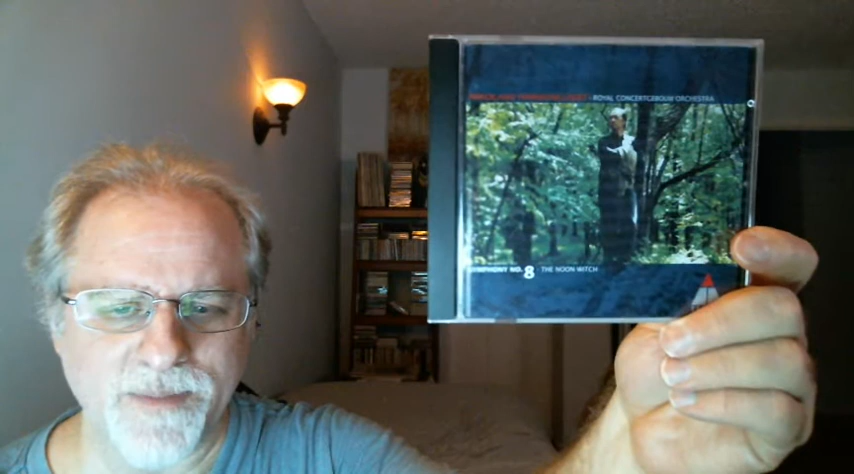 ROYAL CONCERTGEBOUW ORCHESTRA
SYMPHONY NO. 8 THE NOON WITCH